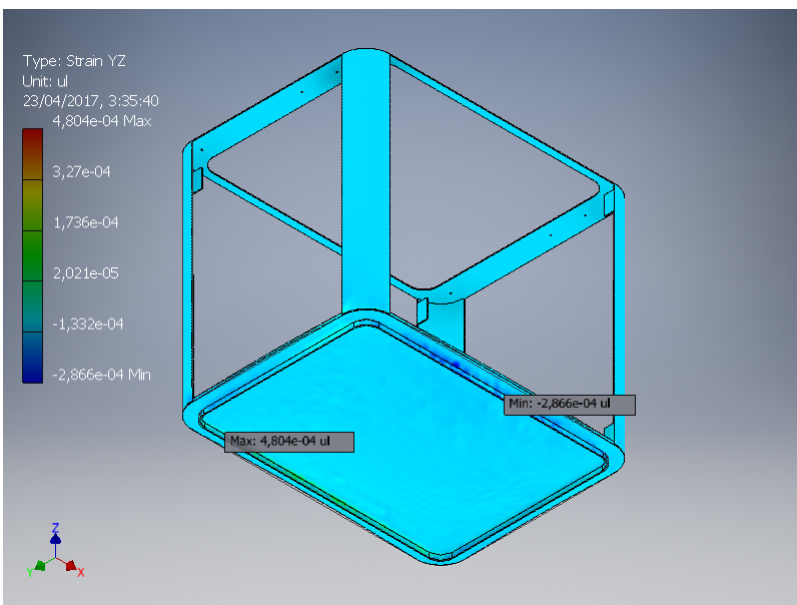 Type: Strain YZ
Unit: ul
23/04/2017, 3:35:40
4,804e-04 Max
3,27e-04
1,736e-04
2,021e-05
-1,332e-04
-2,866e-04 Min
Min: -2,866e-04 ul
Max: 4,804e-04 ul
Z
Y
X